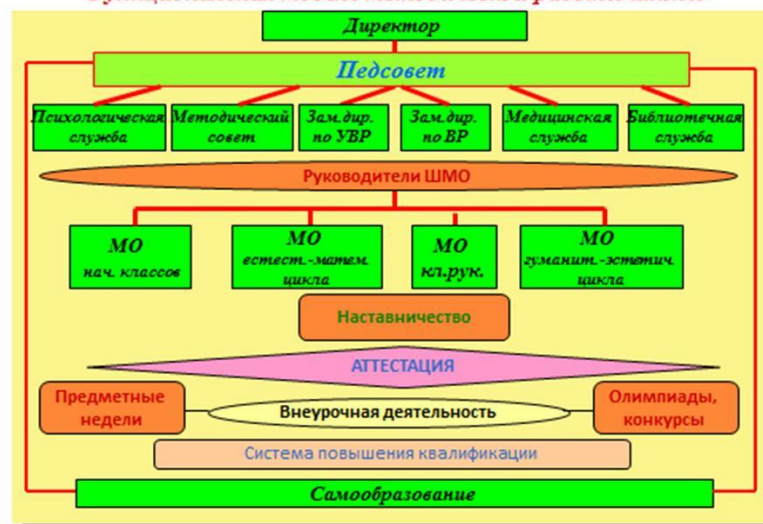 Директор
Педсовет
Психологическая служба
Методический совет
Зам.дир. по УВР
Зам.дир. по ВР
Медицинская служба
Библиотечная служба
Руководители ШМО
МО
нач. классов
МО
естест.-матем.
цикла
МО
кл.рук.
МО
гуманит.-эстетич.
цикла
Наставничество
АТТЕСТАЦИЯ
Предметные
недели
Внеурочная деятельность
Олимпиады,
конкурсы
Система повышения квалификации
Самообразование